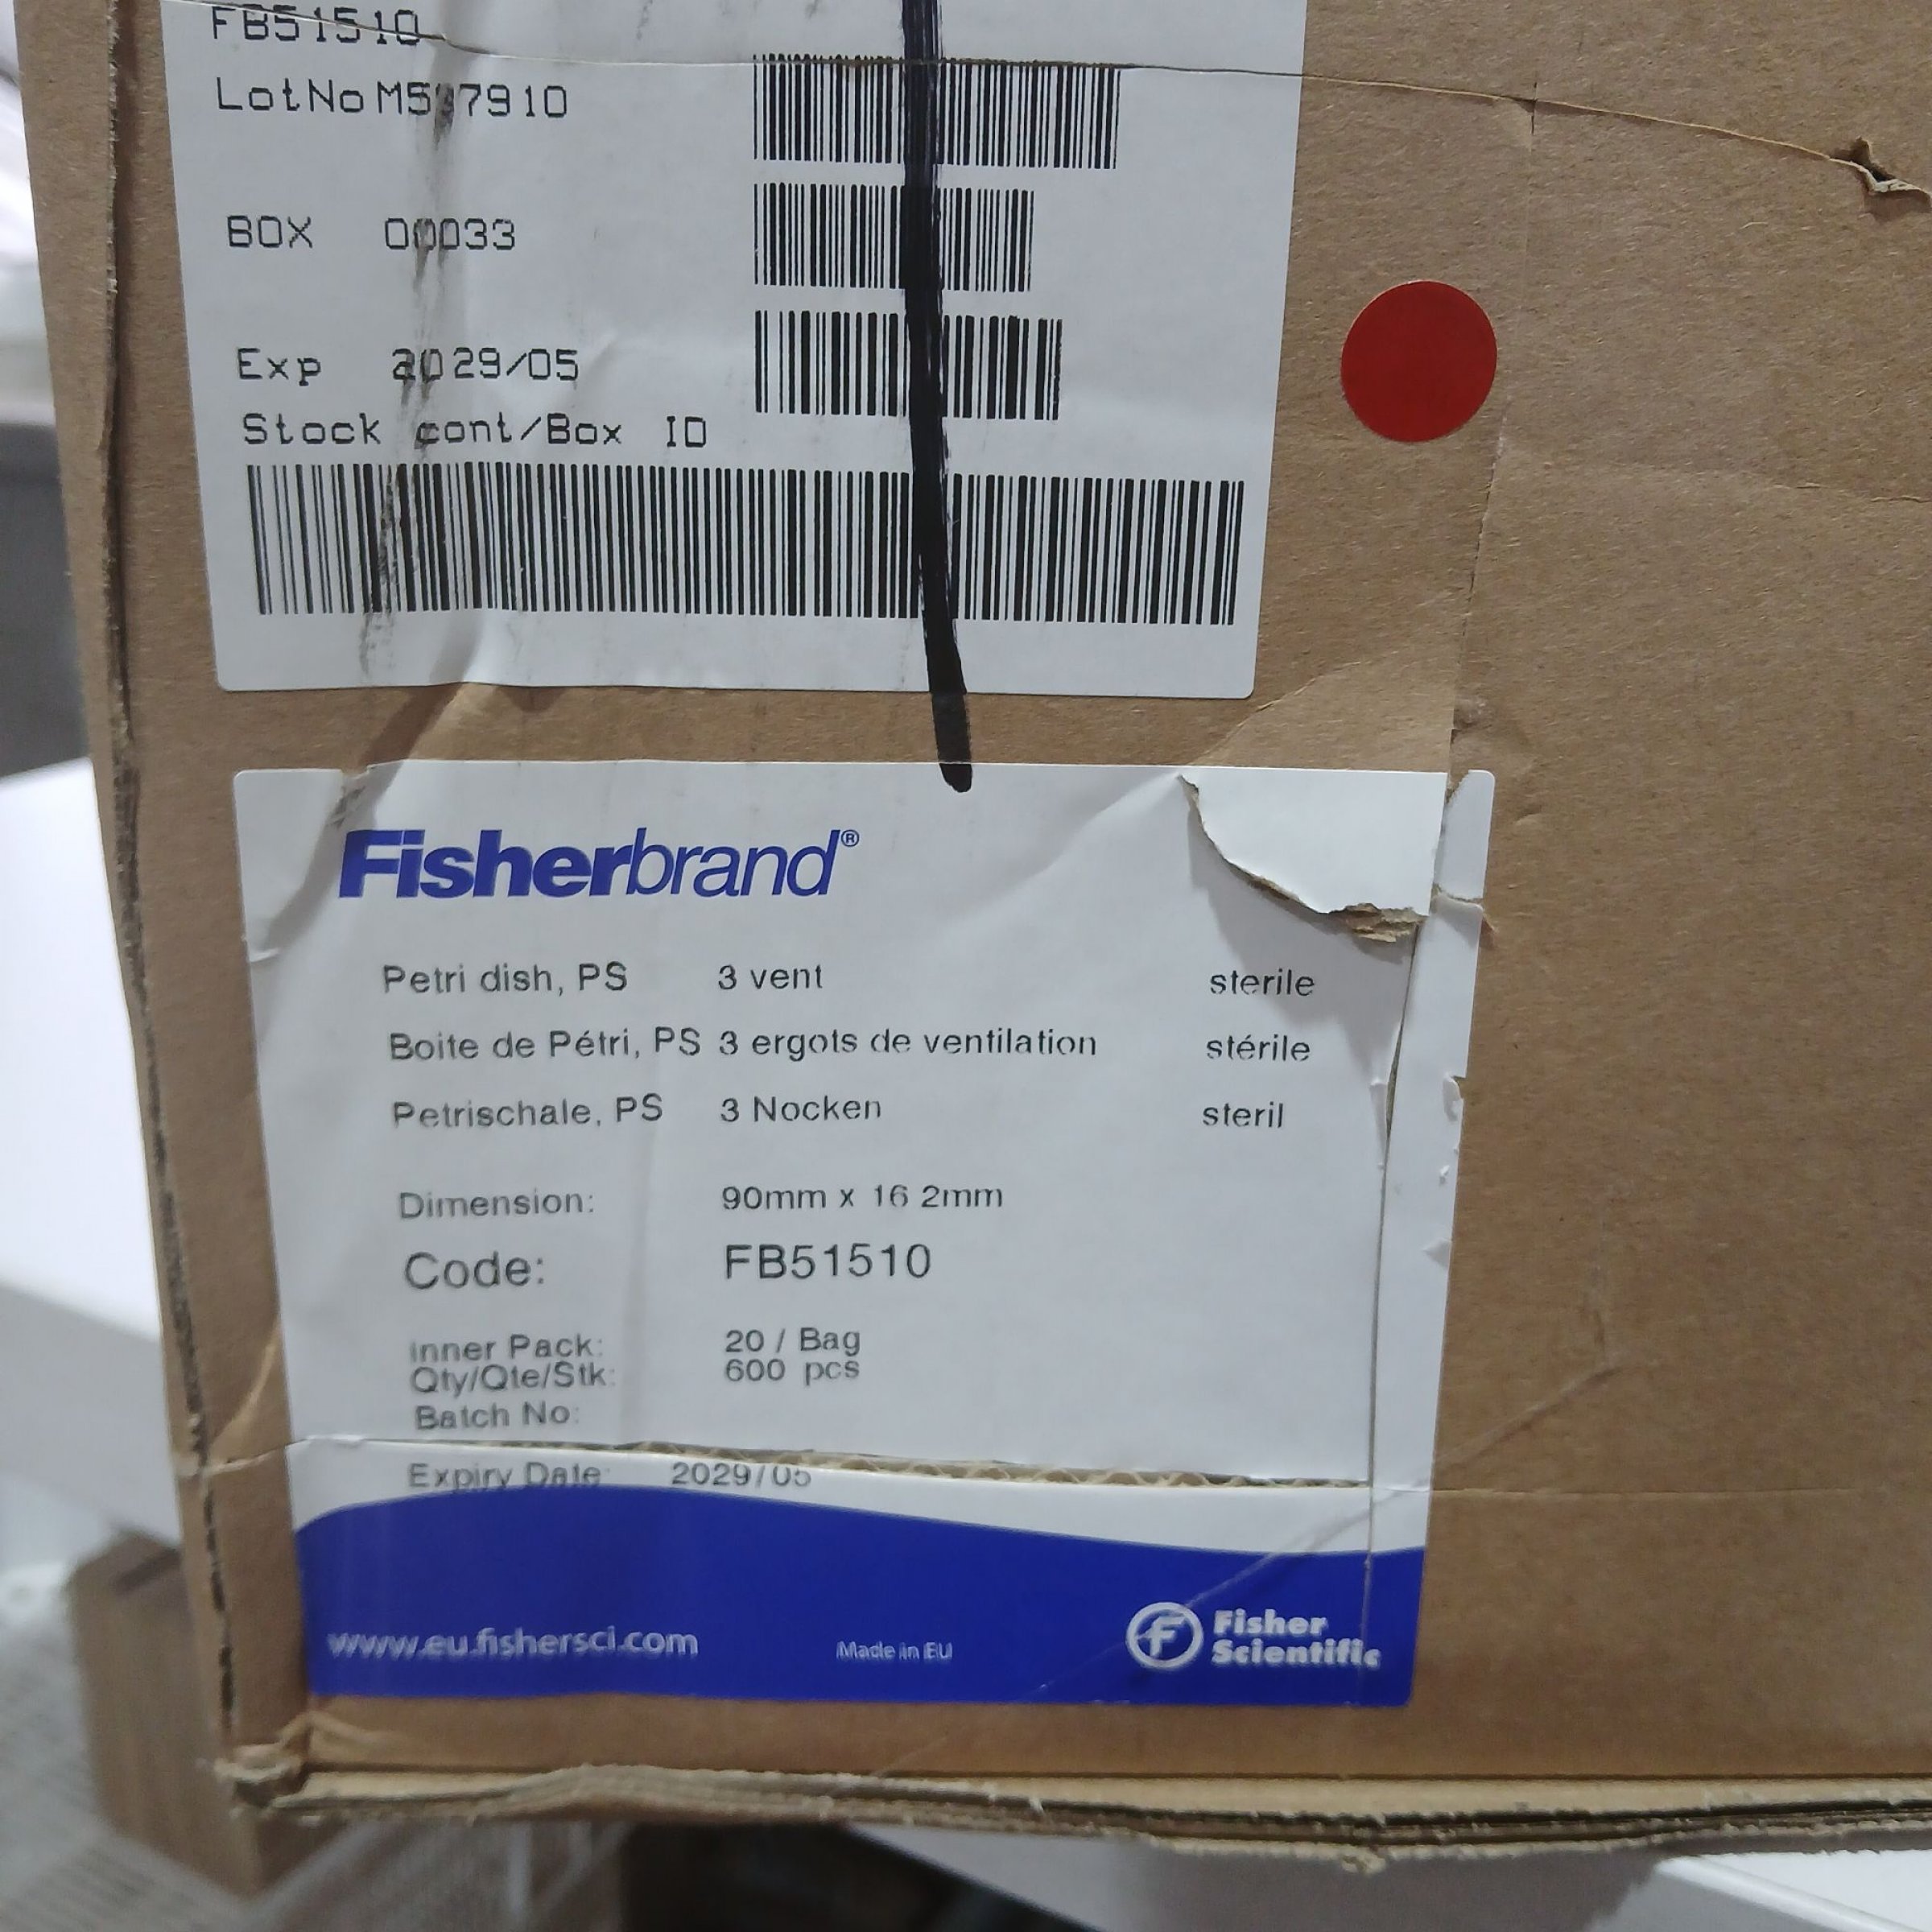 FB51510
LotNo
BOX 00033
Exp 2029/05
Stock cont/Box ID
Fisherbrand®
Petri dish, PS 3 vent sterile
Boite de Pétri, PS 3 ergots de ventilation stérile
Petrischale, PS 3 Nocken steril
Dimension: 90mm x 16 2mm
Code: FB51510
Inner Pack: 20 / Bag
Qty/Qte/Stk: 600 pcs
Batch No:
Expiry Date: 2029/05
www.eu.fishersci.com Made in EU F Fisher
Scientific